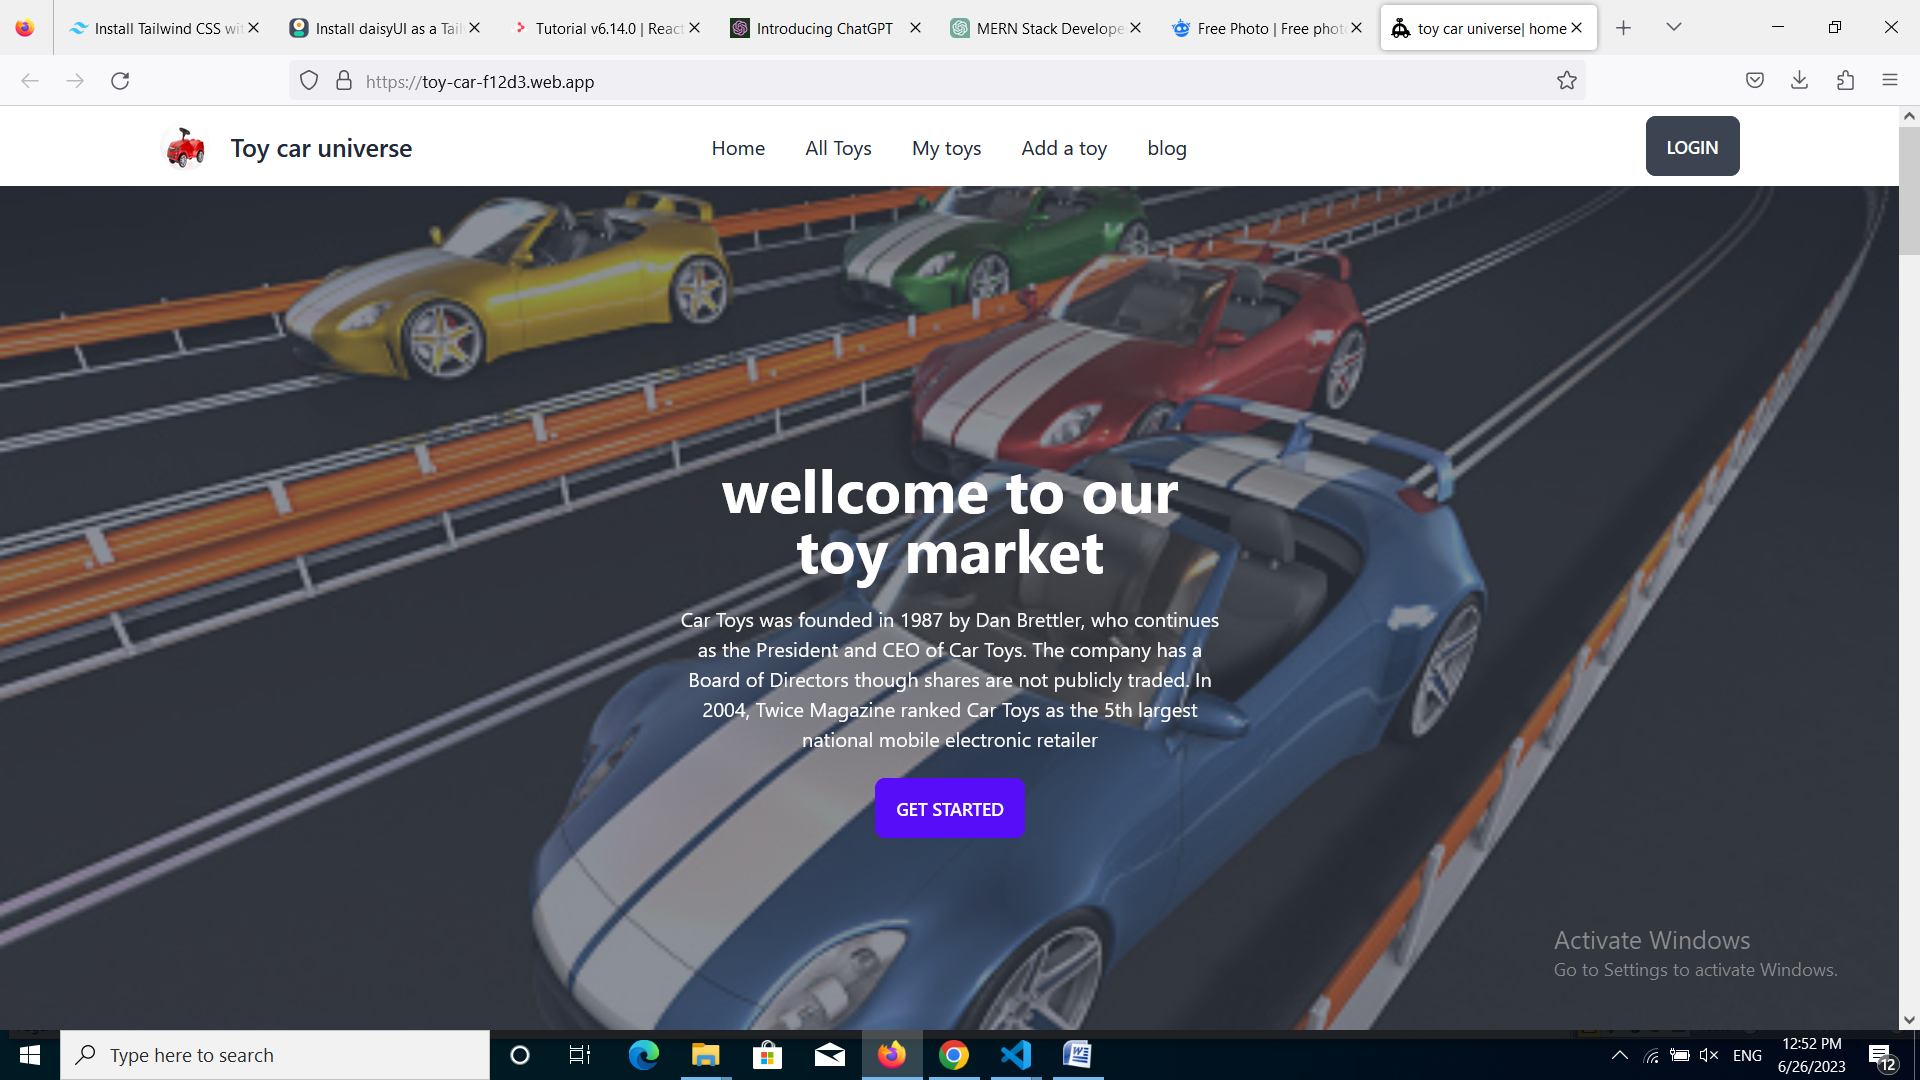 Install Tailwind CSS wit
Install daisyUI as a Tail
Tutorial v6.14.0 | React
Introducing ChatGPT
MERN Stack Develope
Free Photo | Free phot
toy car universe| home
https://toy-car-f12d3.web.app
Toy car universe
Home
All Toys
My toys
Add a toy
blog
LOGIN
wellcome to our
toy market
Car Toys was founded in 1987 by Dan Brettler, who continues
as the President and CEO of Car Toys. The company has a
Board of Directors though shares are not publicly traded. In
2004, Twice Magazine ranked Car Toys as the 5th largest
national mobile electronic retailer
GET STARTED
Activate Windows
Go to Settings to activate Windows.
Type here to search
ENG
12:52 PM
6/26/2023
12